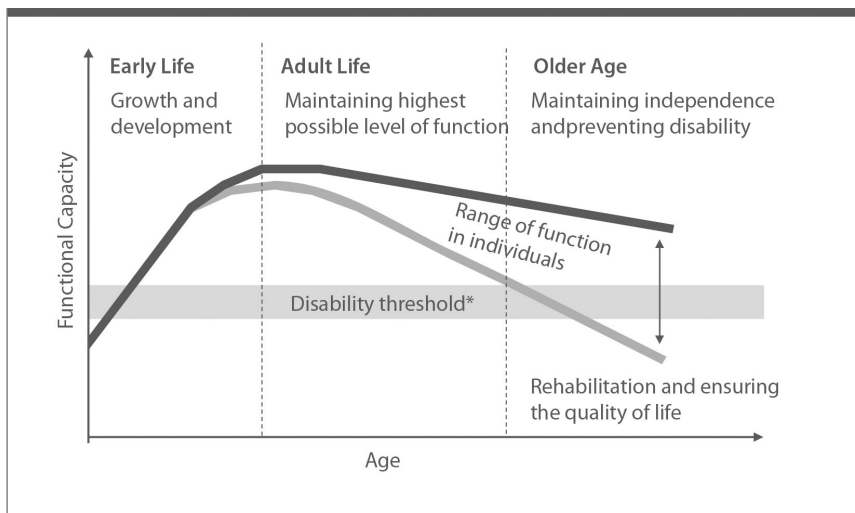 Early Life
Growth and
development
Adult Life
Maintaining highest
possible level of function
Older Age
Maintaining independence
andpreventing disability
Functional Capacity
Range of function
in individuals
Disability threshold*
Rehabilitation and ensuring
the quality of life
Age